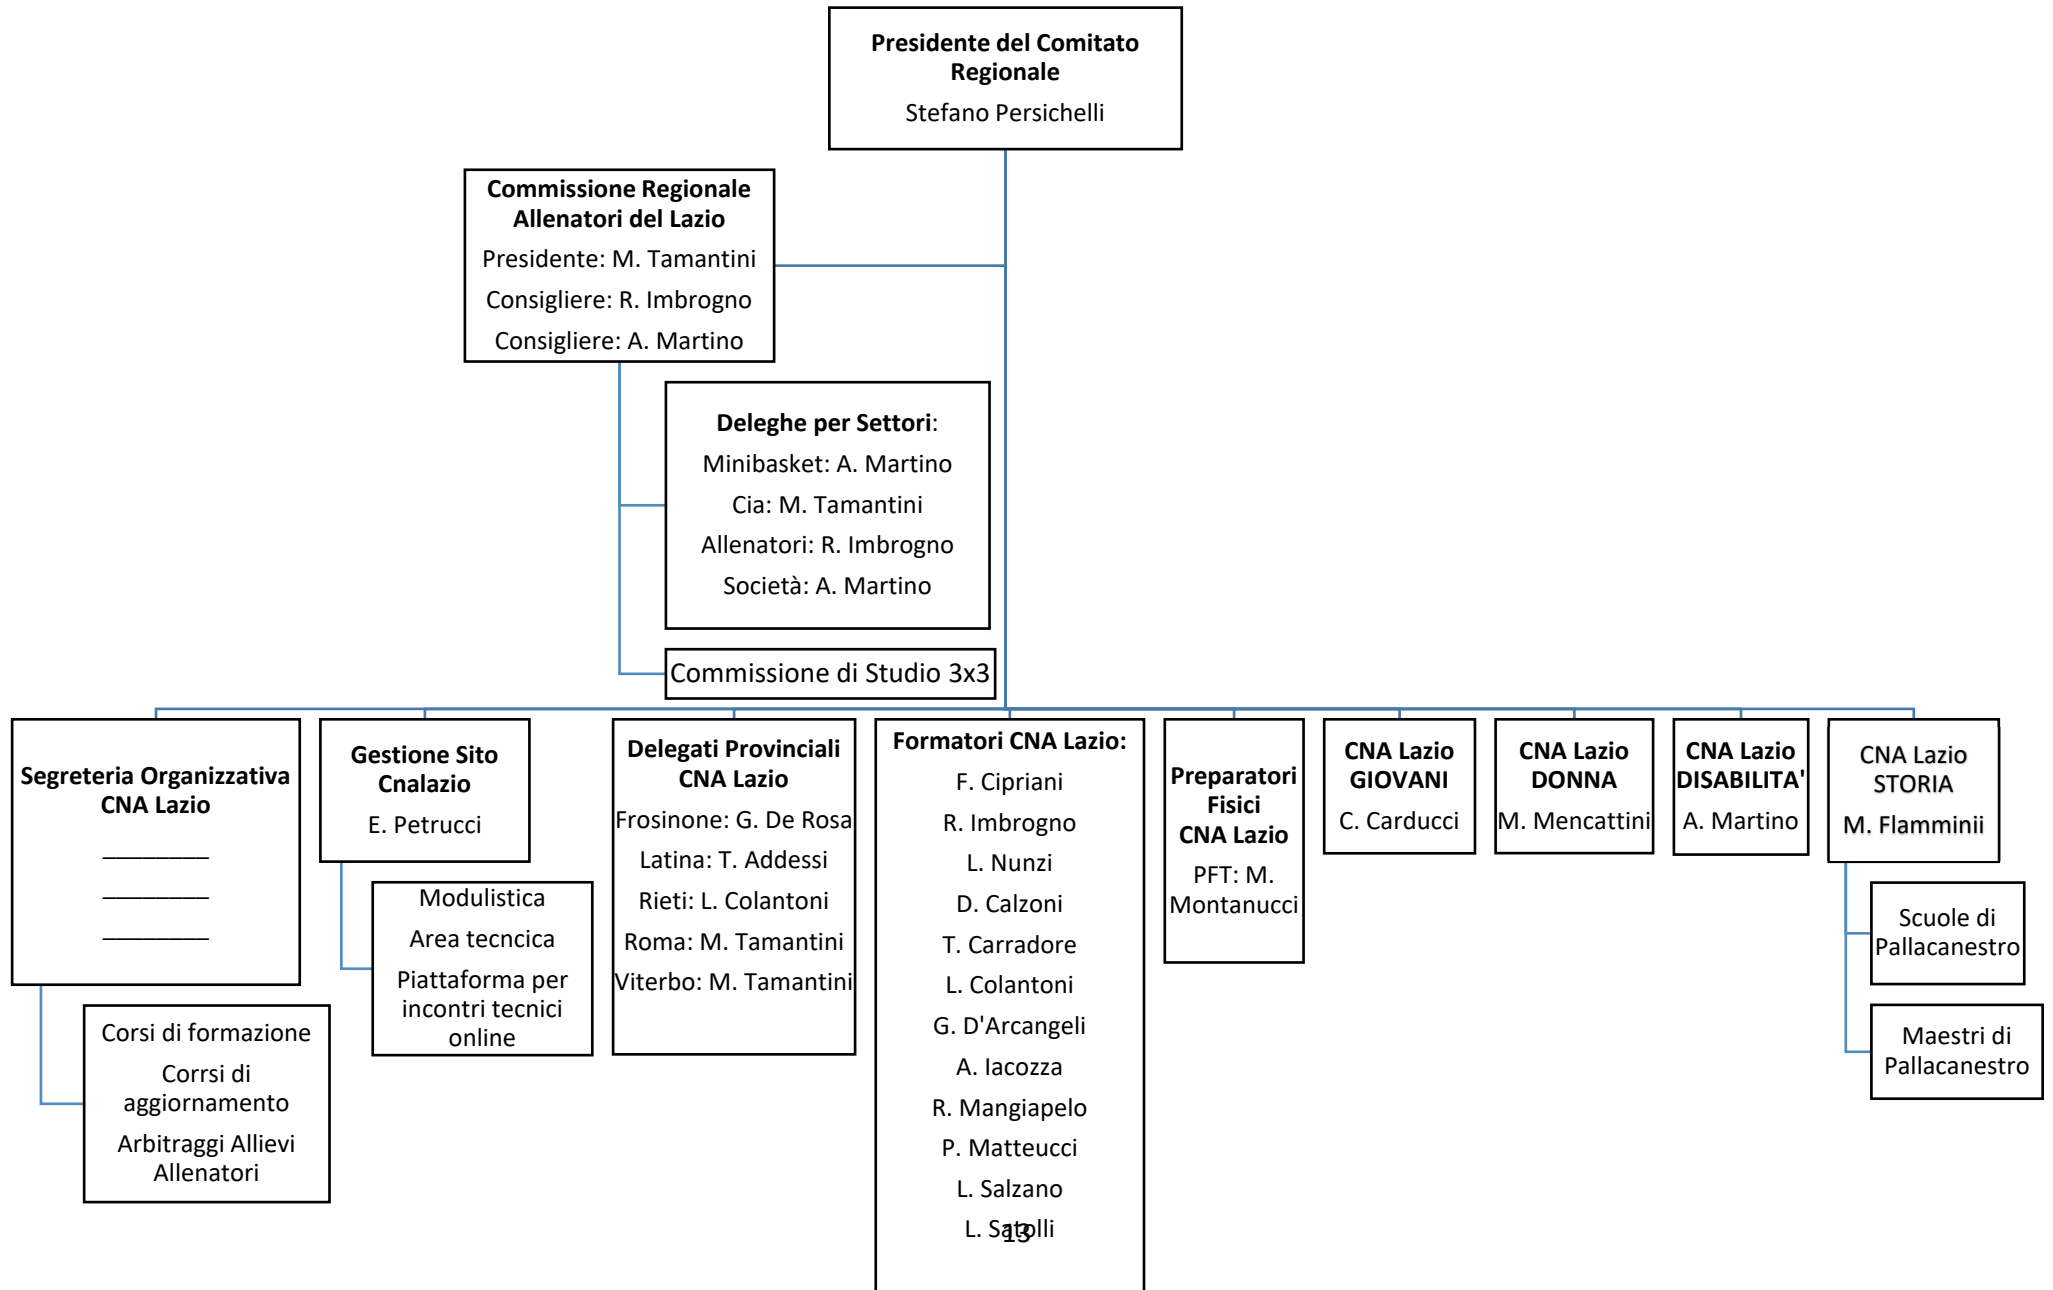 Presidente del Comitato
Regionale
Stefano Persichelli
Commissione Regionale
Allenatori del Lazio
Presidente: M. Tamantini
Consigliere: R. Imbrogno
Consigliere: A. Martino
Deleghe per Settori:
Minibasket: A. Martino
Cia: M. Tamantini
Allenatori: R. Imbrogno
Società: A. Martino
Commissione di Studio 3x3
Segreteria Organizzativa
CNA Lazio
_________
_________
_________
Corsi di formazione
Corrsi di
aggiornamento
Arbitraggi Allievi
Allenatori
Gestione Sito
Cnalazio
E. Petrucci
Modulistica
Area tecncica
Piattaforma per
incontri tecnici
online
Delegati Provinciali
CNA Lazio
Frosinone: G. De Rosa
Latina: T. Addessi
Rieti: L. Colantoni
Roma: M. Tamantini
Viterbo: M. Tamantini
Formatori CNA Lazio:
F. Cipriani
R. Imbrogno
L. Nunzi
D. Calzoni
T. Carradore
L. Colantoni
G. D'Arcangeli
A. Iacozza
R. Mangiapelo
P. Matteucci
L. Salzano
L. Satolli
13
Preparatori
Fisici
CNA Lazio
PFT: M.
Montanucci
CNA Lazio
GIOVANI
C. Carducci
CNA Lazio
DONNA
M. Mencattini
CNA Lazio
DISABILITA'
A. Martino
CNA Lazio
STORIA
M. Flamminii
Scuole di
Pallacanestro
Maestri di
Pallacanestro